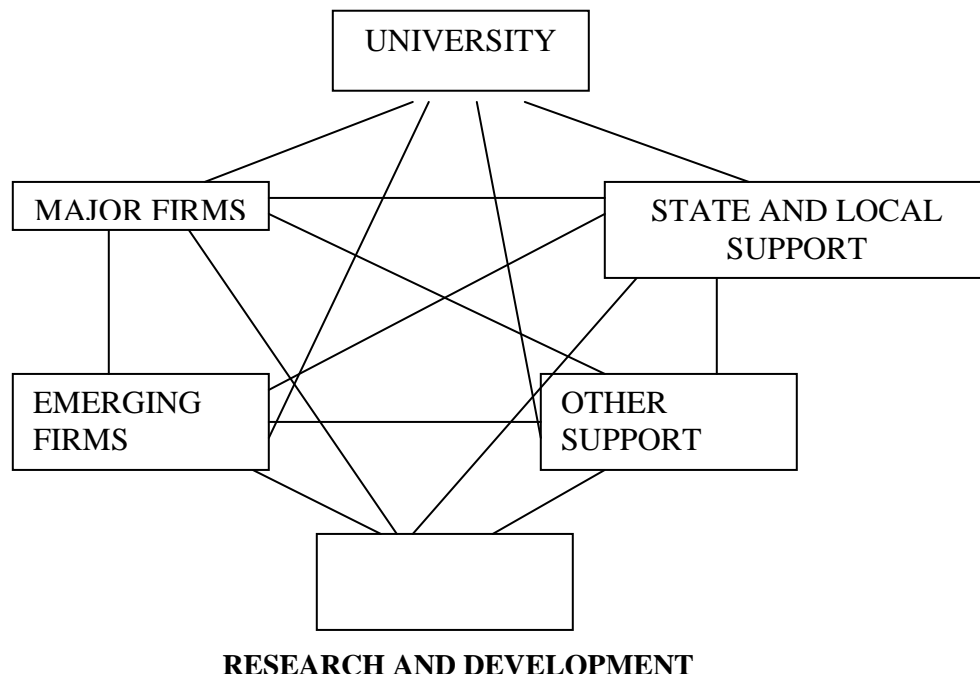 UNIVERSITY
MAJOR FIRMS
STATE AND LOCAL
SUPPORT
EMERGING
FIRMS
OTHER
SUPPORT
RESEARCH AND DEVELOPMENT